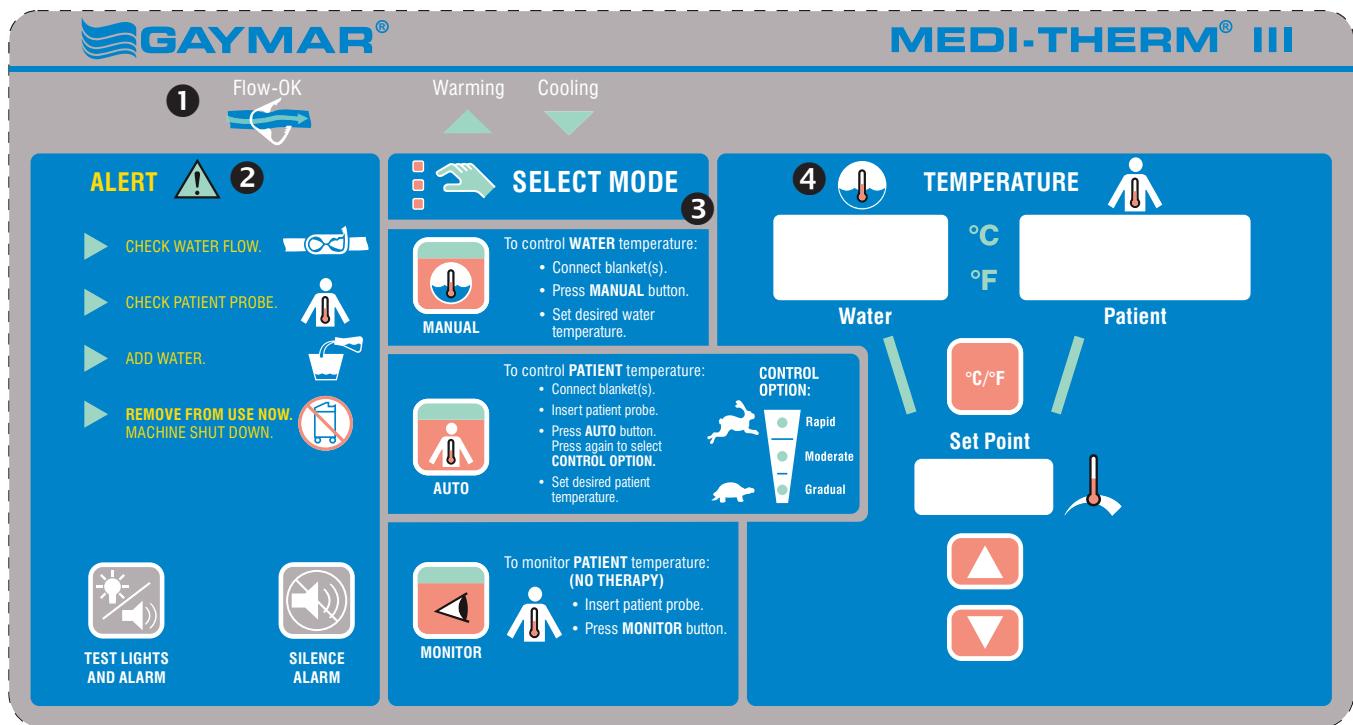 GAYMAR®
MEDI-THERM® III
1
Flow-OK
Warming
Cooling
ALERT
2
CHECK WATER FLOW.
CHECK PATIENT PROBE.
ADD WATER.
REMOVE FROM USE NOW.
MACHINE SHUT DOWN.
TEST LIGHTS
AND ALARM
SILENCE
ALARM
SELECT MODE
3
MANUAL
To control WATER temperature:
• Connect blanket(s).
• Press MANUAL button.
• Set desired water
temperature.
AUTO
To control PATIENT temperature:
• Connect blanket(s).
• Insert patient probe.
• Press AUTO button.
Press again to select
CONTROL OPTION.
• Set desired patient
temperature.
CONTROL
OPTION:
Rapid
Moderate
Gradual
MONITOR
To monitor PATIENT temperature:
(NO THERAPY)
• Insert patient probe.
• Press MONITOR button.
4
TEMPERATURE
°C
°F
Water
Patient
°C/°F
Set Point